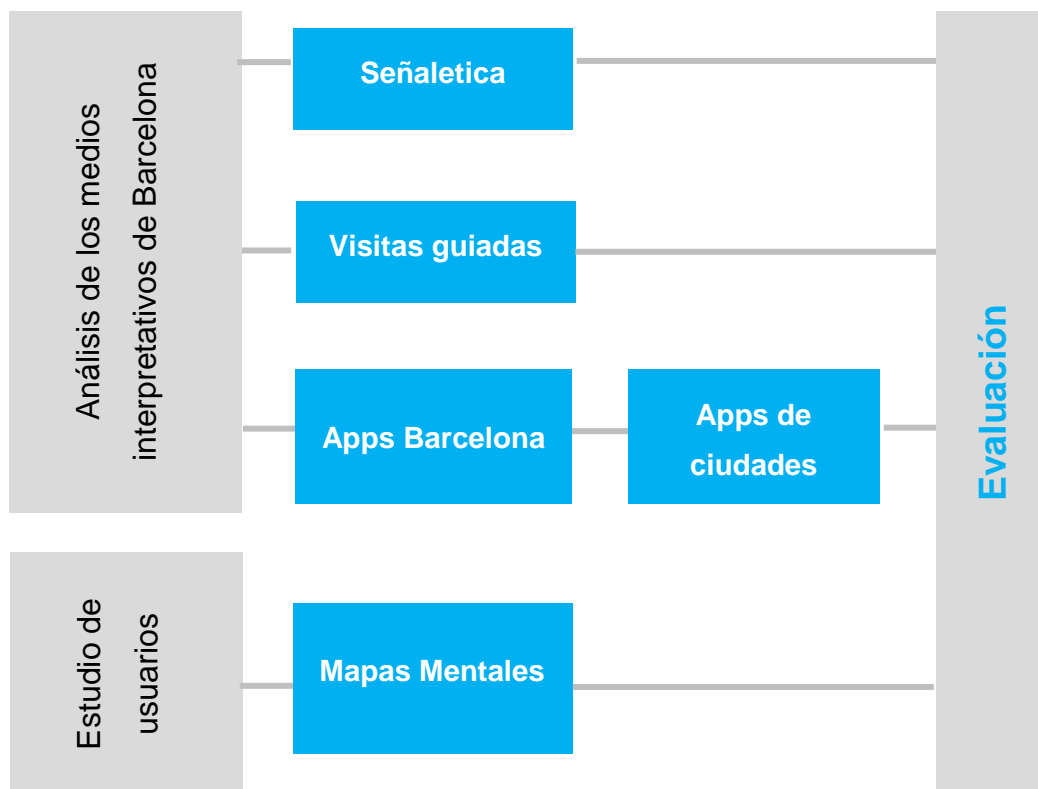 Análisis de los medios
interpretativos de Barcelona
Señaletica
Visitas guiadas
Apps Barcelona
Apps de
ciudades
Estudio de
usuarios
Mapas Mentales
Evaluación